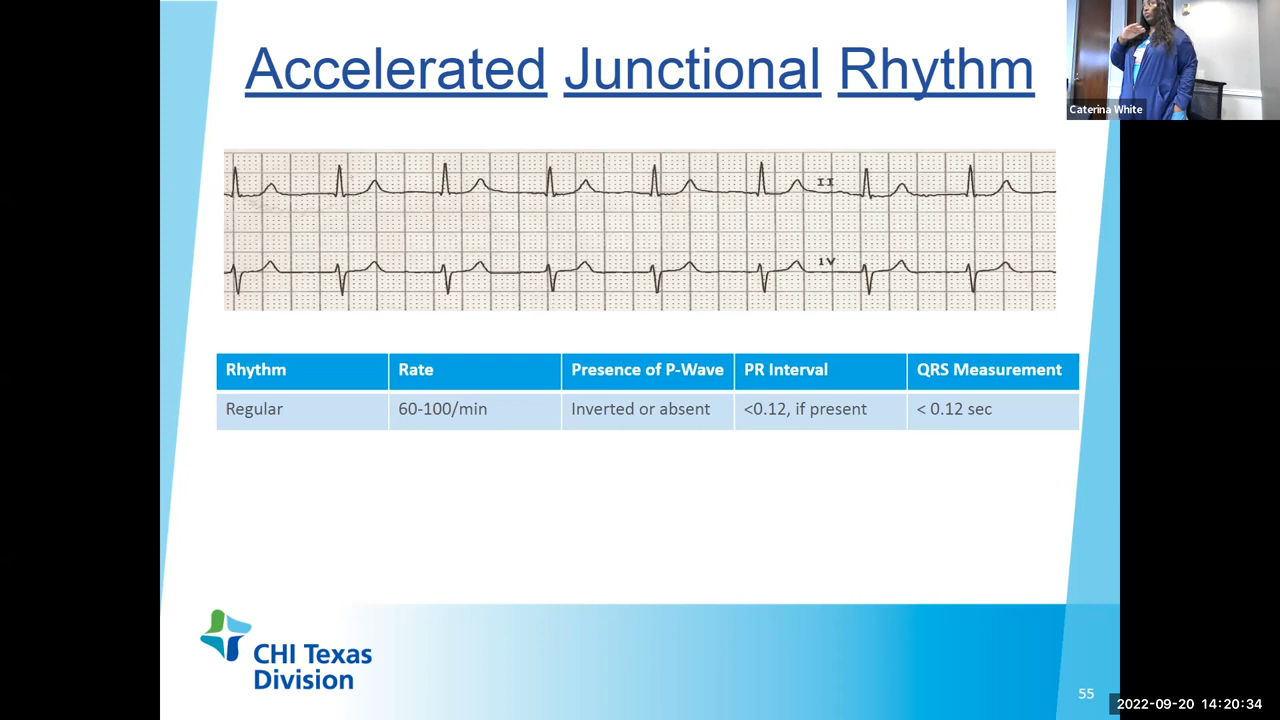 Accelerated Junctional Rhythm
Caterina White
II
IV
Rhythm Rate Presence of P-Wave PR Interval QRS Measurement
Regular 60-100/min Inverted or absent <0.12, if present < 0.12 sec
CHI Texas
Division
55
2022-09-20 14:20:34